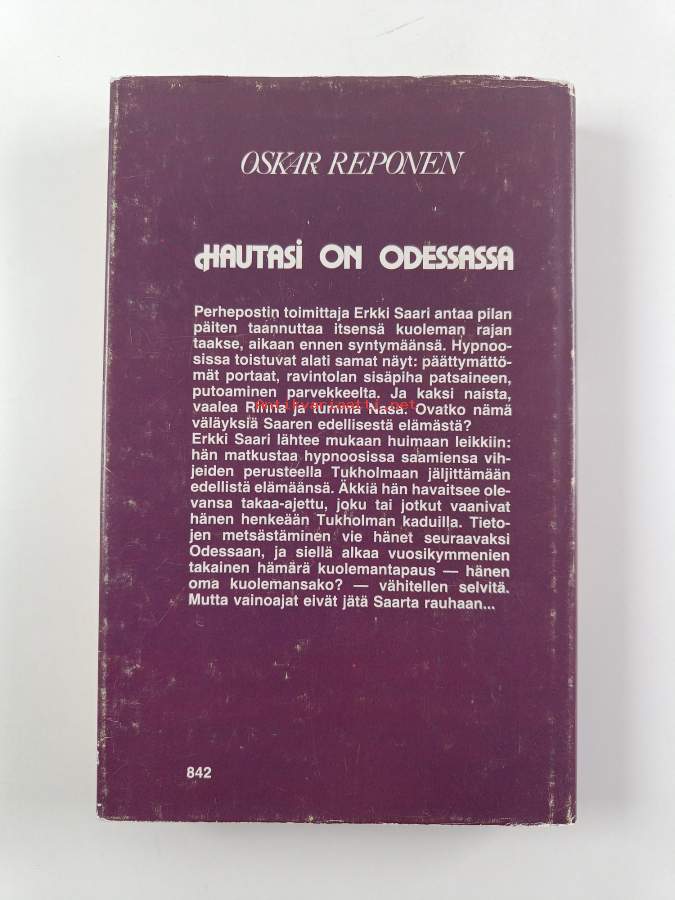 OSKAR REPONEN
HAUTASI ON ODESSASSA
Perhepostin toimittaja Erkki Saari antaa pilan
päiten taannuttaa itsensä kuoleman rajan
taakse, aikaan ennen syntymäänsä. Hypnoo-
sissa toistuvat alati samat näyt: päättymättö-
mät portaat, ravintolan sisäpiha patsaineen,
putoaminen parvekkeelta. Ja kaksi naista,
vaalea Riina ja tumma Nasa. Ovatko nämä
Antikvariaatti.net
väläyksiä Saaren edellisestä elämästä?
Erkki Saari lähtee mukaan huimaan leikkiin:
hän matkustaa hypnoosissa saamiensa vih-
jeiden perusteella Tukholmaan jäljittämään
edellistä elämäänsä. Äkkiä hän havaitsee ole-
vansa takaa-ajettu, joku tai jotkut vaanivat
hänen henkeään Tukholman kaduilla. Tieto-
jen metsästäminen vie hänet seuraavaksi
Odessaan, ja siellä alkaa vuosikymmenien
takainen hämärä kuolemantapaus — hänen
oma kuolemansako? — vähitellen selvitä.
Mutta vainoajat eivät jätä Saarta rauhaan...
842